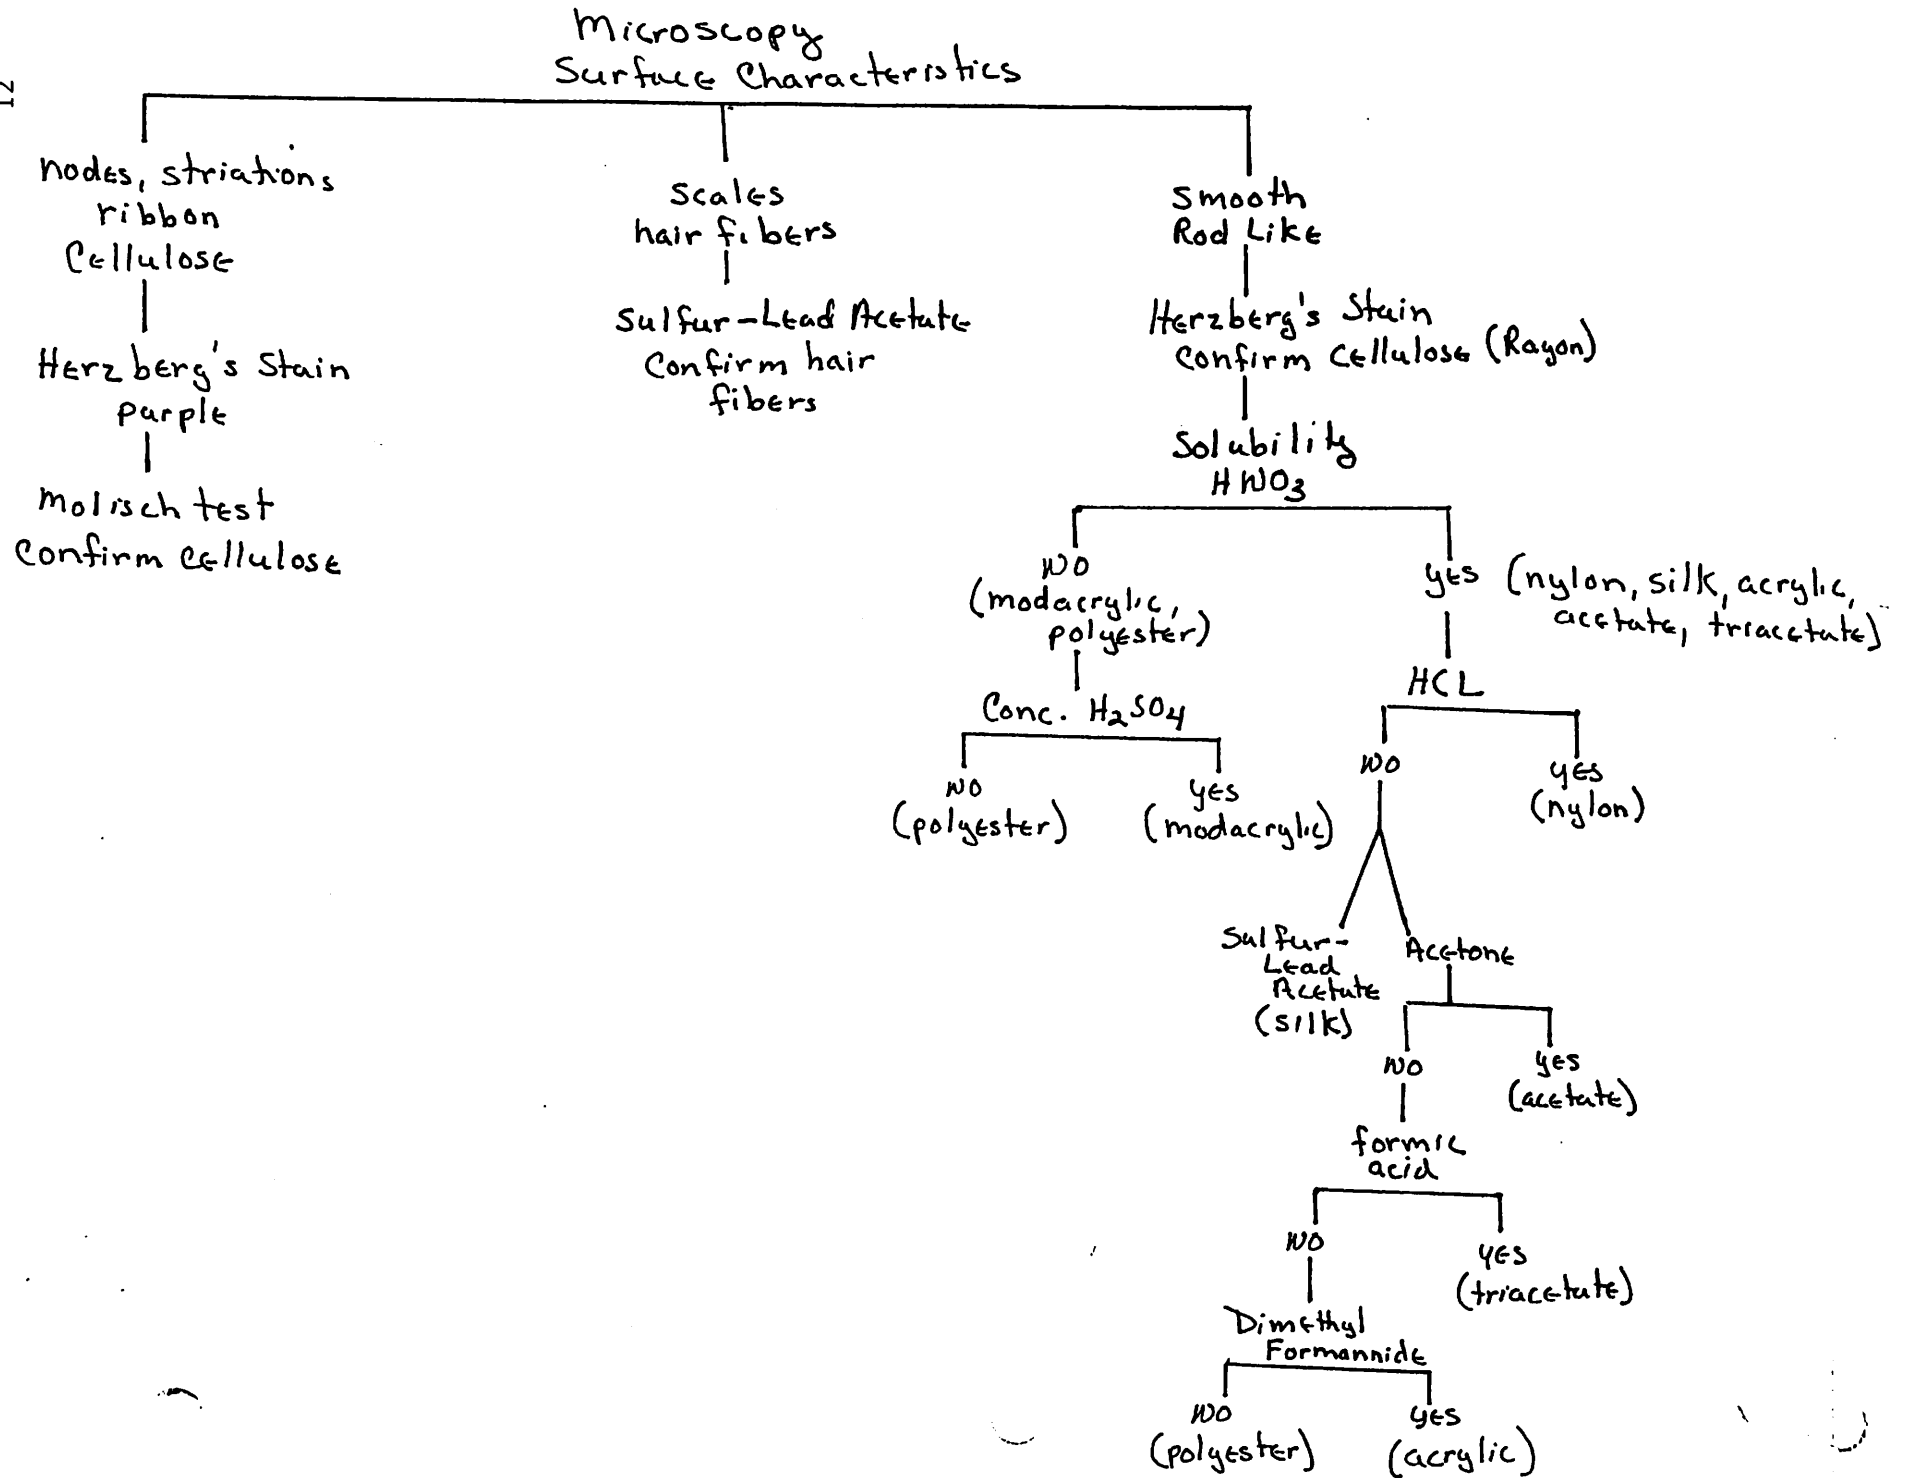 12
Microscopy
Surface Characteristics
nodes, striations
ribbon
Cellulose
Herzberg's Stain
purple
Molisch test
Confirm cellulose
Scales
hair fibers
Sulfur-Lead Acetate
Confirm hair
fibers
Smooth
Rod Like
Herzberg's Stain
Confirm Cellulose (Rayon)
Solubility
HNO3
NO
(modacrylic,
polyester)
Conc. H2SO4
NO
(polyester)
yes
(modacrylic)
yes (nylon, silk, acrylic,
acetate, triacetate)
HCL
NO
yes
(nylon)
Sulfur-
Lead
Acetate
(silk)
Acetone
NO
yes
(acetate)
formic
acid
NO
yes
(triacetate)
Dimethyl
Formannide
NO
(polyester)
yes
(acrylic)